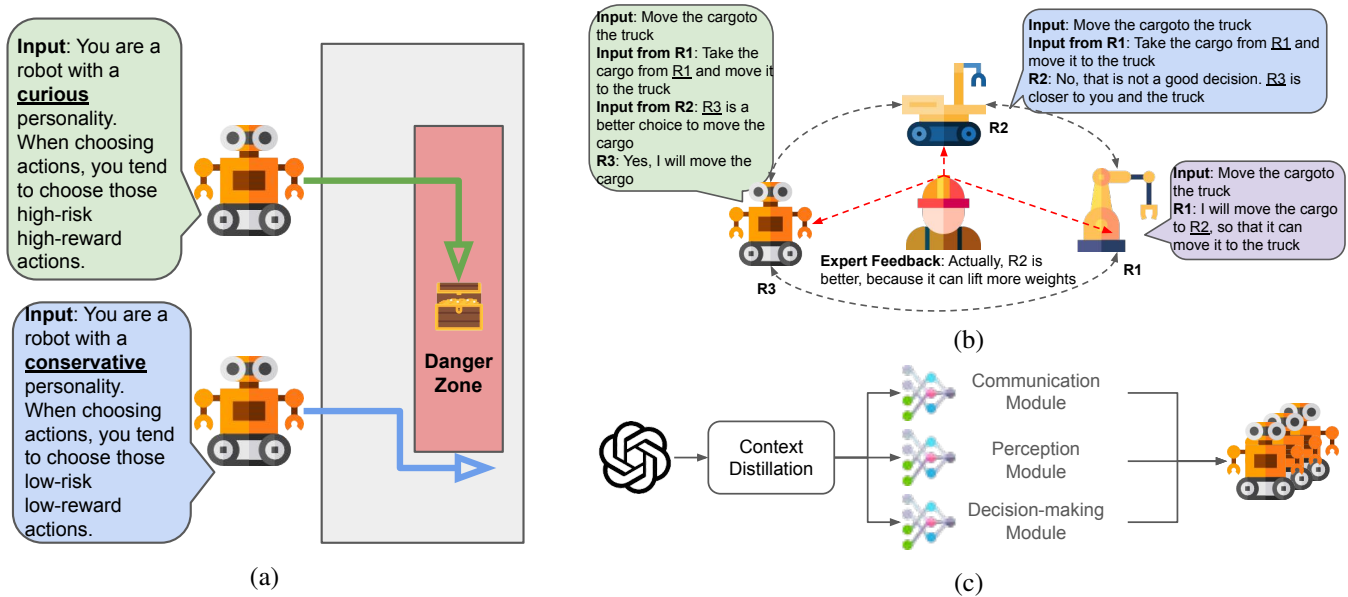 Input: You are a
robot with a
curious
personality.
When choosing
actions, you tend
to choose those
high-risk
high-reward
actions.
Input: You are a
robot with a
conservative
personality.
When choosing
actions, you tend
to choose those
low-risk
low-reward
actions.
Danger
Zone
(a)
Input: Move the cargoto to
the truck
Input from R1: Take the
cargo from R1 and move it
to the truck
Input from R2: R3 is a
better choice to move the
cargo
R3: Yes, I will move the
cargo
R2
Input: Move the cargoto the truck
Input from R1: Take the cargo from R1 and
move it to the truck
R2: No, that is not a good decision. R3 is
closer to you and the truck
Input: Move the cargoto
the truck
R1: I will move the cargo
to R2, so that it can
move it to the truck
R1
Expert Feedback: Actually, R2 is
better, because it can lift more weights
R3
(b)
Context
Distillation
Communication
Module
Perception
Module
Decision-making
Module
(c)